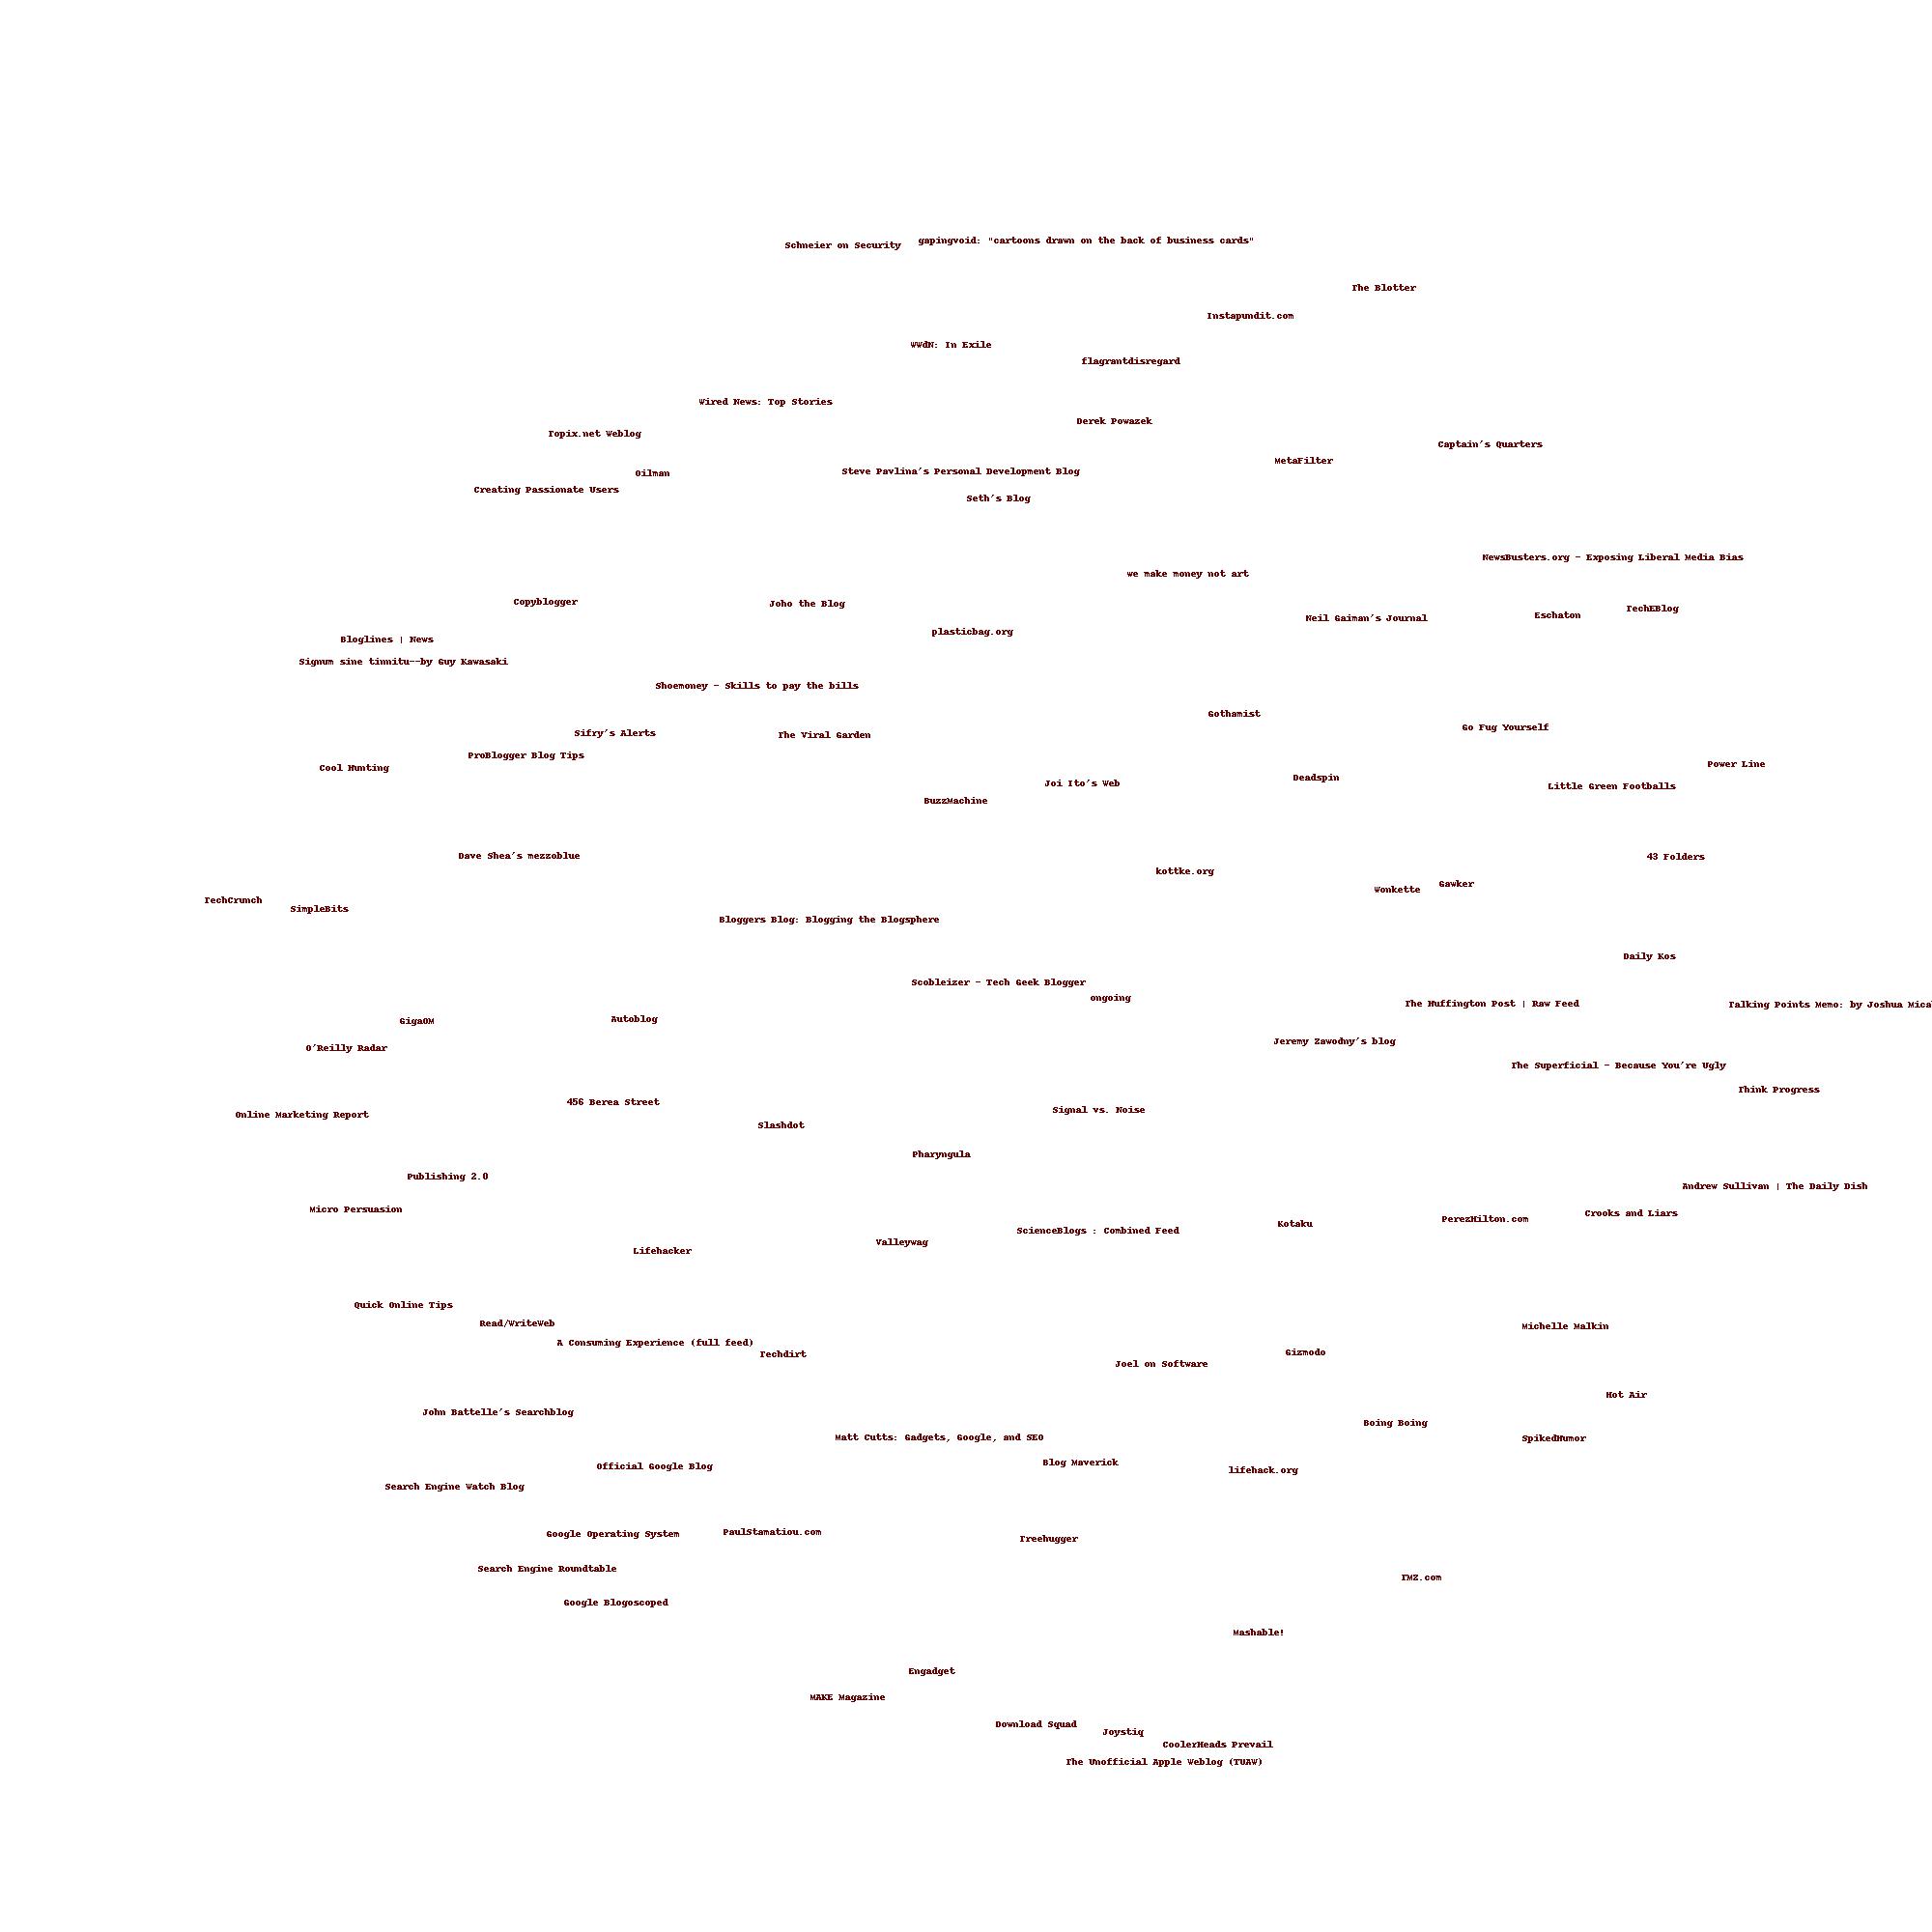 gapingvoid: "cartoons drawn on the back of business cards"
Schneier on Security
The Blotter
Instapundit.com
WWdN: In Exile
flagrantdisregard
Wired News: Top Stories
Derek Powazek
Topix.net Weblog
Captain's Quarters
MetaFilter
Steve Pavlina's Personal Development Blog
Oilman
Creating Passionate Users
Seth's Blog
NewsBusters.org - Exposing Liberal Media Bias
we make money not art
Copyblogger
Joho the Blog
TechEBlog
Eschaton
Neil Gaiman's Journal
plasticbag.org
Bloglines | News
Signum sine tinnitu--by Guy Kawasaki
Shoemoney - Skills to pay the bills
Gothamist
Go Fug Yourself
Sifry's Alerts
The Viral Garden
ProBlogger Blog Tips
Power Line
Cool Hunting
Deadspin
Joi Ito's Web
Little Green Footballs
BuzzMachine
Dave Shea's mezzoblue
43 Folders
kottke.org
Gawker
Wonkette
TechCrunch
SimpleBits
Bloggers Blog: Blogging the Blogsphere
Daily Kos
Scobleizer - Tech Geek Blogger
ongoing
The Huffington Post | Raw Feed
Talking Points Memo: by Joshua Mica
GigaOM
Autoblog
Jeremy Zawodny's blog
O'Reilly Radar
The Superficial - Because You're Ugly
Think Progress
456 Berea Street
Signal vs. Noise
Online Marketing Report
Slashdot
Pharyngula
Publishing 2.0
Andrew Sullivan | The Daily Dish
Micro Persuasion
Crooks and Liars
PerezHilton.com
Kotaku
ScienceBlogs : Combined Feed
Valleywag
Lifehacker
Quick Online Tips
Read/WriteWeb
Michelle Malkin
A Consuming Experience (full feed)
Gizmodo
Techdirt
Joel on Software
Hot Air
John Battelle's Searchblog
Boing Boing
Matt Cutts: Gadgets, Google, and SEO
SpikedHumor
Blog Maverick
Official Google Blog
lifehack.org
Search Engine Watch Blog
PaulStamatiou.com
Google Operating System
Treehugger
Search Engine Roundtable
TMZ.com
Google Blogoscoped
Mashable!
Engadget
MAKE Magazine
Download Squad
Joystiq
CoolerHeads Prevail
The Unofficial Apple Weblog (TUAW)